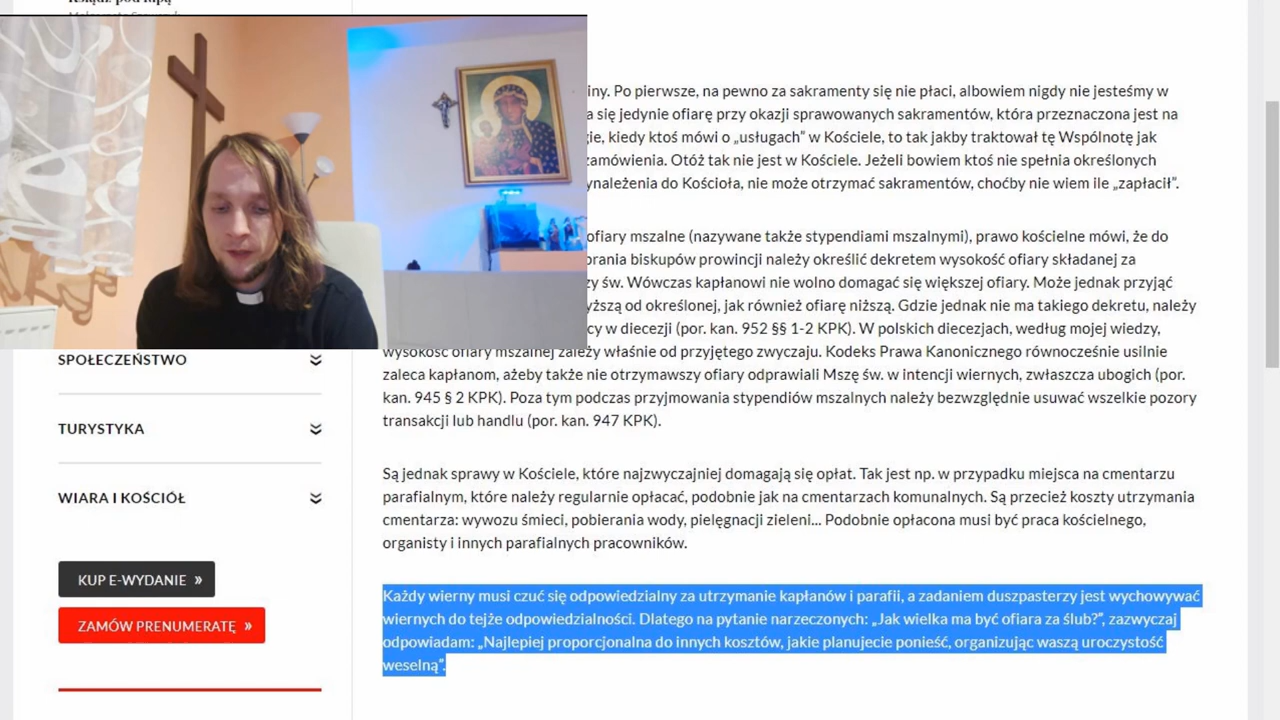 Ksiądz pod lupą
iny. Po pierwsze, na pewno za sakramenty się nie płaci, albowiem nigdy nie jesteśmy w
a się jedynie ofiarę przy okazji sprawowanych sakramentów, która przeznaczona jest na
gie, kiedy ktoś mówi o „usługach” w Kościele, to tak jakby traktował tę Wspólnotę jak
zamówienia. Otóż tak nie jest w Kościele. Jeżeli bowiem ktoś nie spełnia określonych
ynależenia do Kościoła, nie może otrzymać sakramentów, choćby nie wiem ile „zapłacił”.
ofiary mszalne (nazywane także stypendiami mszalnymi), prawo kościelne mówi, że do
orania biskupów prowincji należy określić dekretem wysokość ofiary składanej za
zy św. Wówczas kapłanowi nie wolno domagać się większej ofiary. Może jednak przyjąć
yższą od określonej, jak również ofiarę niższą. Gdzie jednak nie ma takiego dekretu, należy
cy w diecezji (por. kan. 952 §§ 1-2 KPK). W polskich diecezjach, według mojej wiedzy,
wysokość ofiary mszalnej zależy właśnie od przyjętego zwyczaju. Kodeks Prawa Kanonicznego równocześnie usilnie
zaleca kapłanom, ażeby także nie otrzymawszy ofiary odprawiali Mszę św. w intencji wiernych, zwłaszcza ubogich (por.
kan. 945 § 2 KPK). Poza tym podczas przyjmowania stypendiów mszalnych należy bezwzględnie usuwać wszelkie pozory
transakcji lub handlu (por. kan. 947 KPK).
Są jednak sprawy w Kościele, które najzwyczajniej domagają się opłat. Tak jest np. w przypadku miejsca na cmentarzu
parafialnym, które należy regularnie opłacać, podobnie jak na cmentarzach komunalnych. Są przecież koszty utrzymania
cmentarza: wywozu śmieci, pobierania wody, pielęgnacji zieleni... Podobnie opłacona musi być praca kościelnego,
organisty i innych parafialnych pracowników.
Każdy wierny musi czuć się odpowiedzialny za utrzymanie kapłanów i parafii, a zadaniem duszpasterzy jest wychowywać
wiernych do tejże odpowiedzialności. Dlatego na pytanie narzeczonych: „Jak wielka ma być ofiara za ślub?”, zazwyczaj
odpowiadam: „Najlepiej proporcjonalna do innych kosztów, jakie planujecie ponieść, organizując waszą uroczystość
weselną”.
SPOŁECZEŃSTWO
TURYSTYKA
WIARA I KOŚCIÓŁ
KUP E-WYDANIE »
ZAMÓW PRENUMERATĘ »